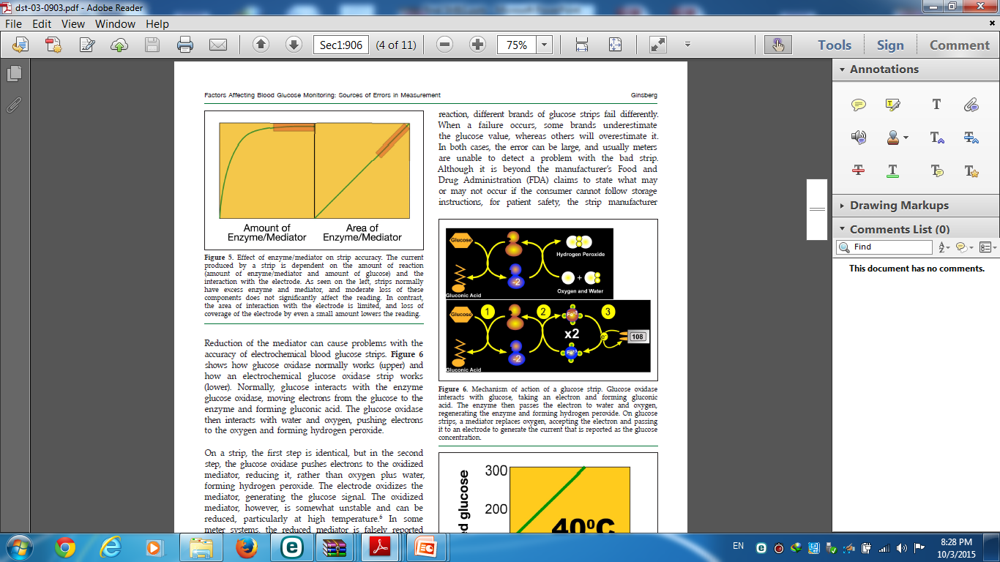 dst-03-0903.pdf - Adobe Reader
File Edit View Window Help
Sec1:906 (4 of 11) 75% Tools Sign Comment
Factors Affecting Blood Glucose Monitoring: Sources of Errors in Measurement Ginsberg
Amount of Enzyme/Mediator
Area of Enzyme/Mediator
Figure 5. Effect of enzyme/mediator on strip accuracy. The current
produced by a strip is dependent on the amount of reaction
(amount of enzyme/mediator and amount of glucose) and the
interaction with the electrode. As seen on the left, strips normally
have excess enzyme and mediator, and moderate loss of these
components does not significantly affect the reading. In contrast,
the area of interaction with the electrode is limited, and loss of
coverage of the electrode by even a small amount lowers the reading.
Reduction of the mediator can cause problems with the
accuracy of electrochemical blood glucose strips. Figure 6
shows how glucose oxidase normally works (upper) and
how an electrochemical glucose oxidase strip works
(lower). Normally, glucose interacts with the enzyme
glucose oxidase, moving electrons from the glucose to the
enzyme and forming gluconic acid. The glucose oxidase
then interacts with water and oxygen, pushing electrons
to the oxygen and forming hydrogen peroxide.
On a strip, the first step is identical, but in the second
step, the glucose oxidase pushes electrons to the oxidized
mediator, reducing it, rather than oxygen plus water,
forming hydrogen peroxide. The electrode oxidizes the
mediator, generating the glucose signal. The oxidized
mediator, however, is somewhat unstable and can be
reduced, particularly at high temperature.⁶ In some
meter systems, the reduced mediator is falsely reported
reaction, different brands of glucose strips fail differently.
When a failure occurs, some brands underestimate
the glucose value, whereas others will overestimate it.
In both cases, the error can be large, and usually meters
are unable to detect a problem with the bad strip.
Although it is beyond the manufacturer's Food and
Drug Administration (FDA) claims to state what may
or may not occur if the consumer cannot follow storage
instructions, for patient safety, the strip manufacturer
Glucose
Hydrogen Peroxide
-2
+
Gluconic Acid
Oxygen and Water
Glucose 1 2 3
x2
108
-2
Gluconic Acid
Figure 6. Mechanism of action of a glucose strip. Glucose oxidase
interacts with glucose, taking an electron and forming gluconic
acid. The enzyme then passes the electron to water and oxygen,
regenerating the enzyme and forming hydrogen peroxide. On glucose
strips, a mediator replaces oxygen, accepting the electron and passing
it to an electrode to generate the current that is reported as the glucose
concentration.
300
200
glucose
40⁰C
Annotations
Drawing Markups
Comments List (0)
Find
This document has no comments.
EN
8:28 PM
10/3/2015